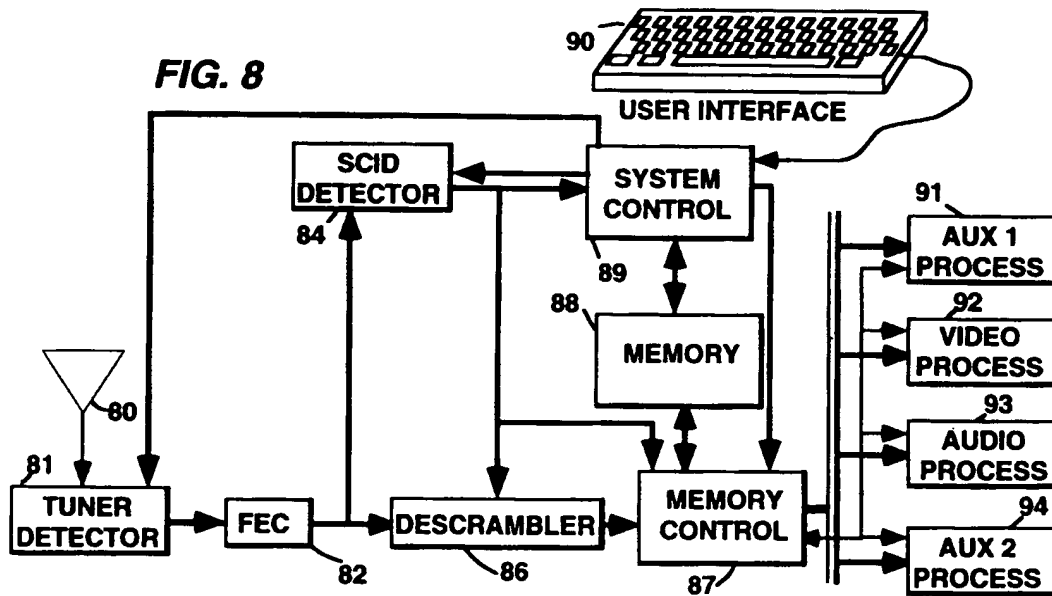 90
FIG. 8
USER INTERFACE
SCID
DETECTOR
84
SYSTEM
CONTROL
89
91
AUX 1
PROCESS
88
MEMORY
92
VIDEO
PROCESS
80
93
AUDIO
PROCESS
81
TUNER
DETECTOR
FEC
82
DESCRAMBLER
86
MEMORY
CONTROL
87
94
AUX 2
PROCESS